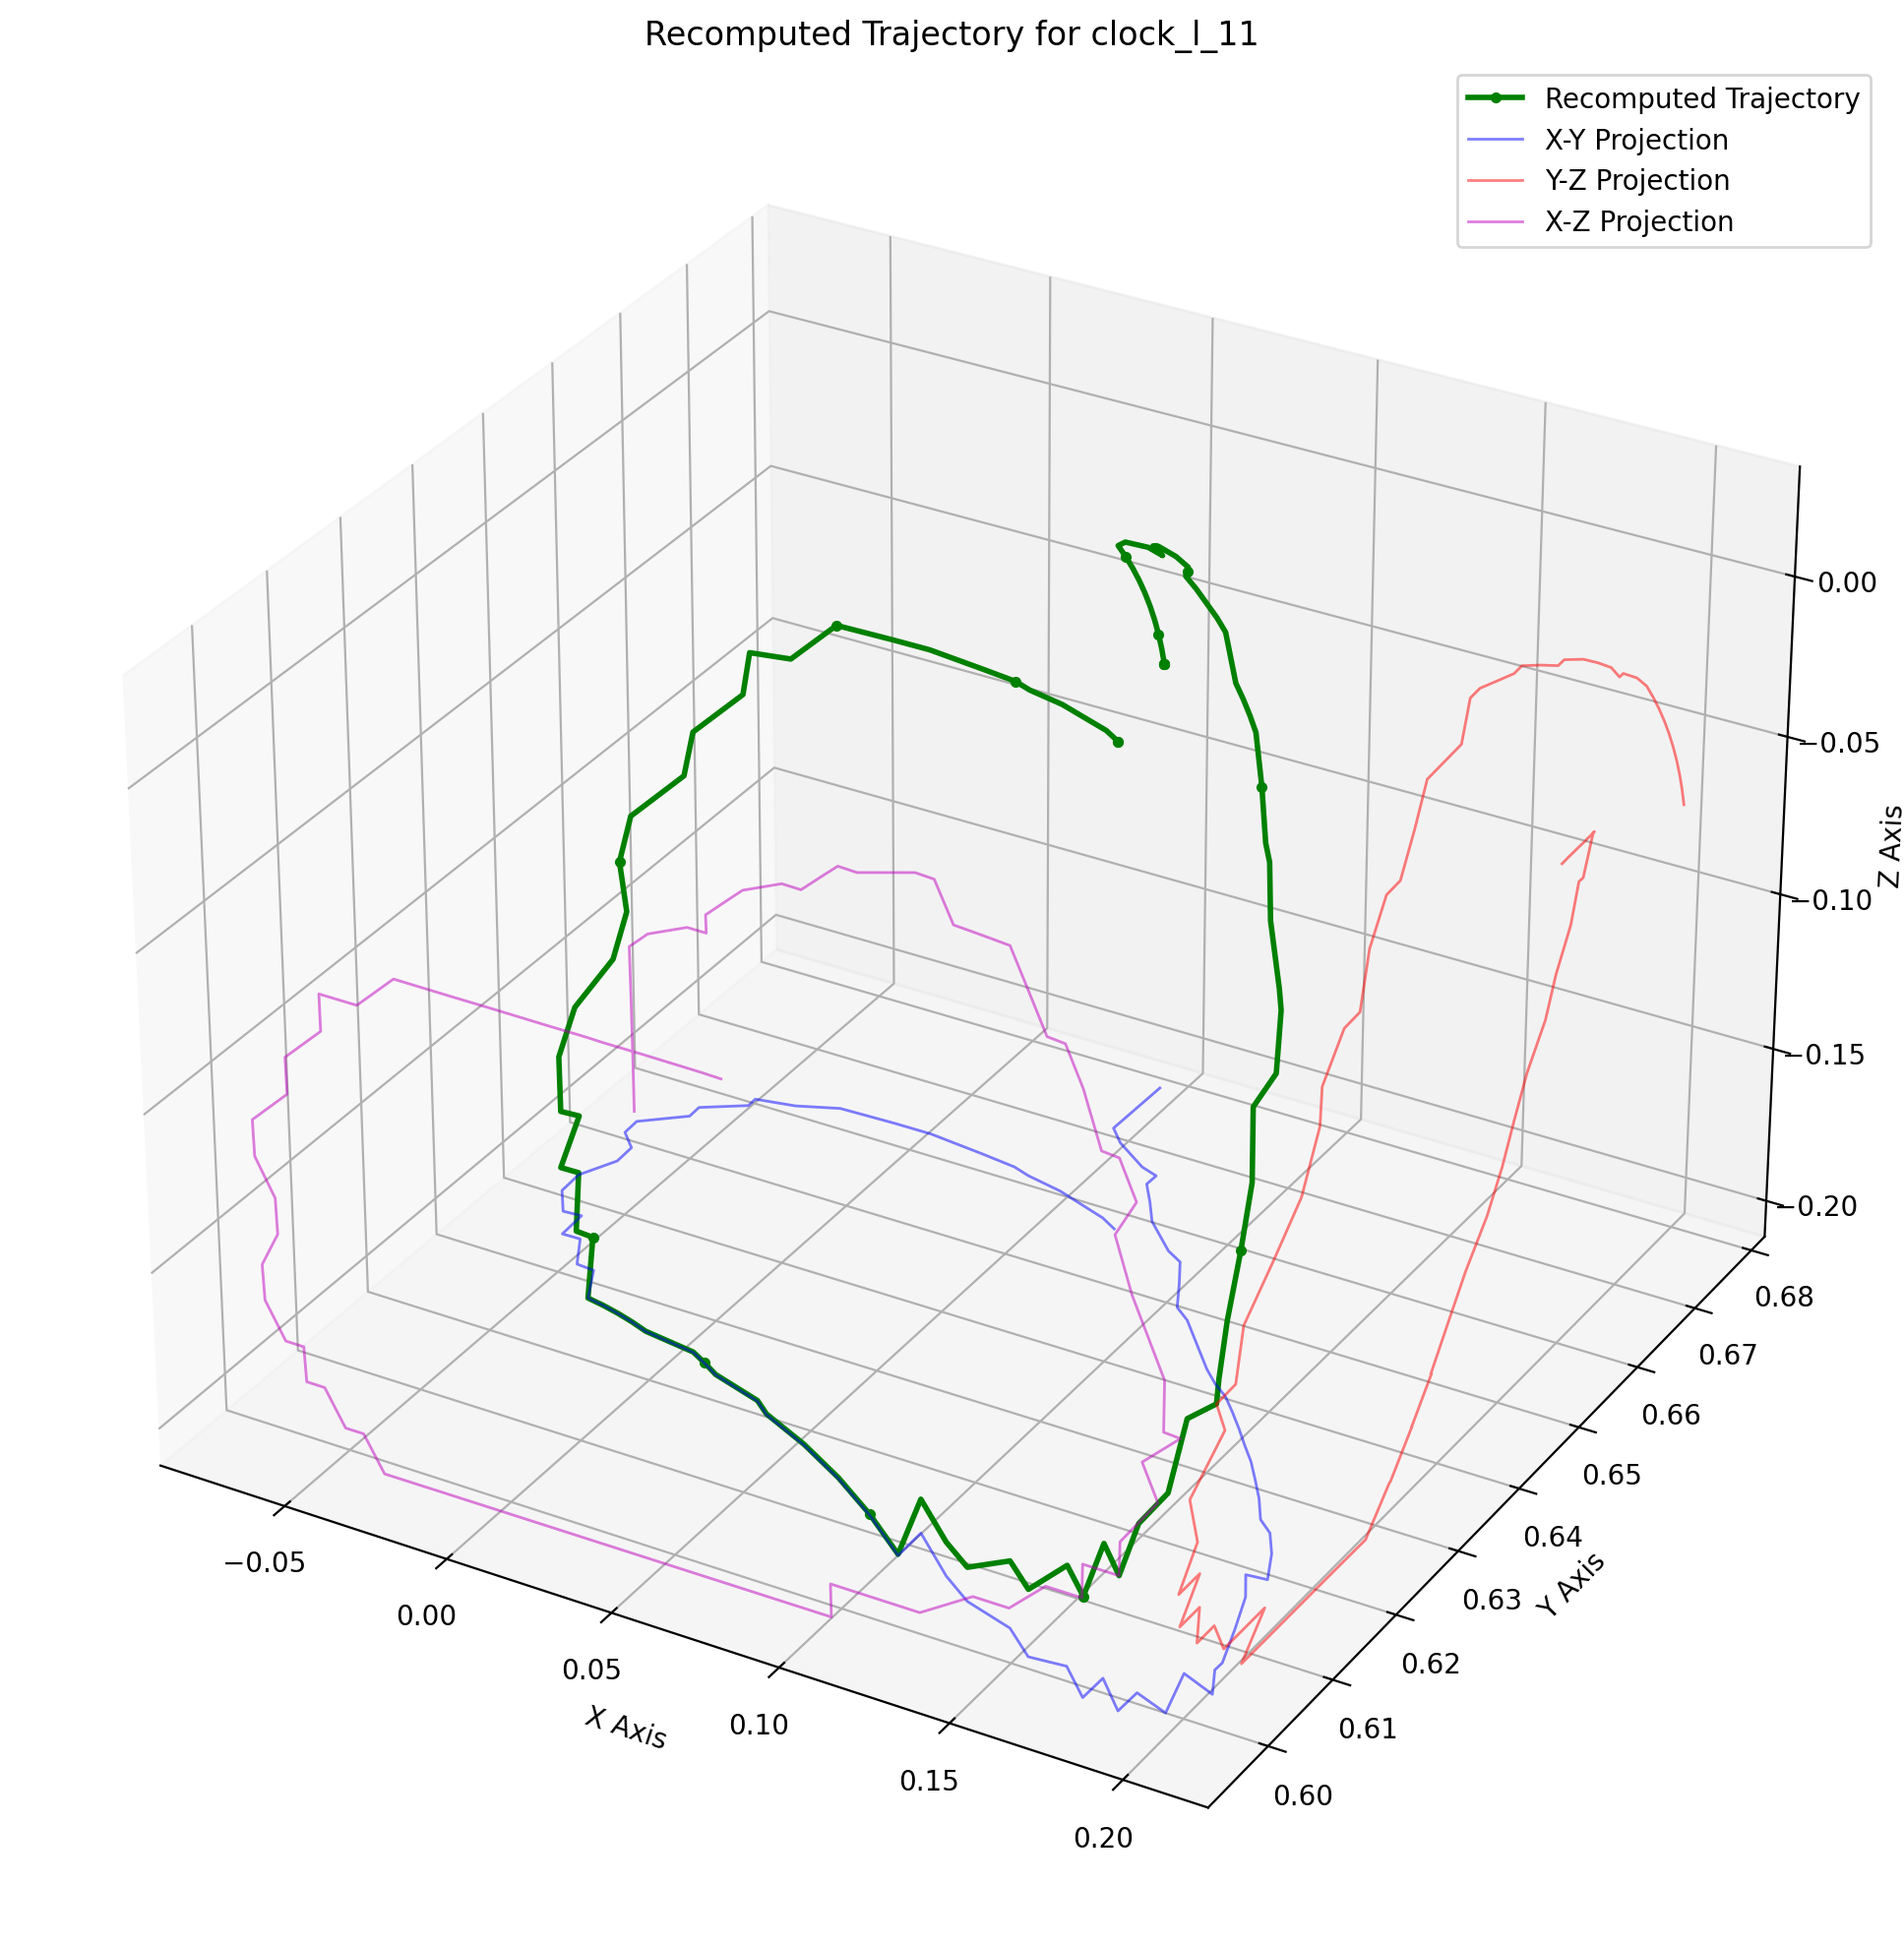 Recomputed Trajectory for clock_l_11
Recomputed Trajectory
X-Y Projection
Y-Z Projection
X-Z Projection
0.00
−0.05
−0.10
−0.15
−0.20
Z Axis
0.68
0.67
0.66
0.65
0.64
0.63
0.62
0.61
0.60
Y Axis
−0.05
0.00
0.05
0.10
0.15
0.20
X Axis